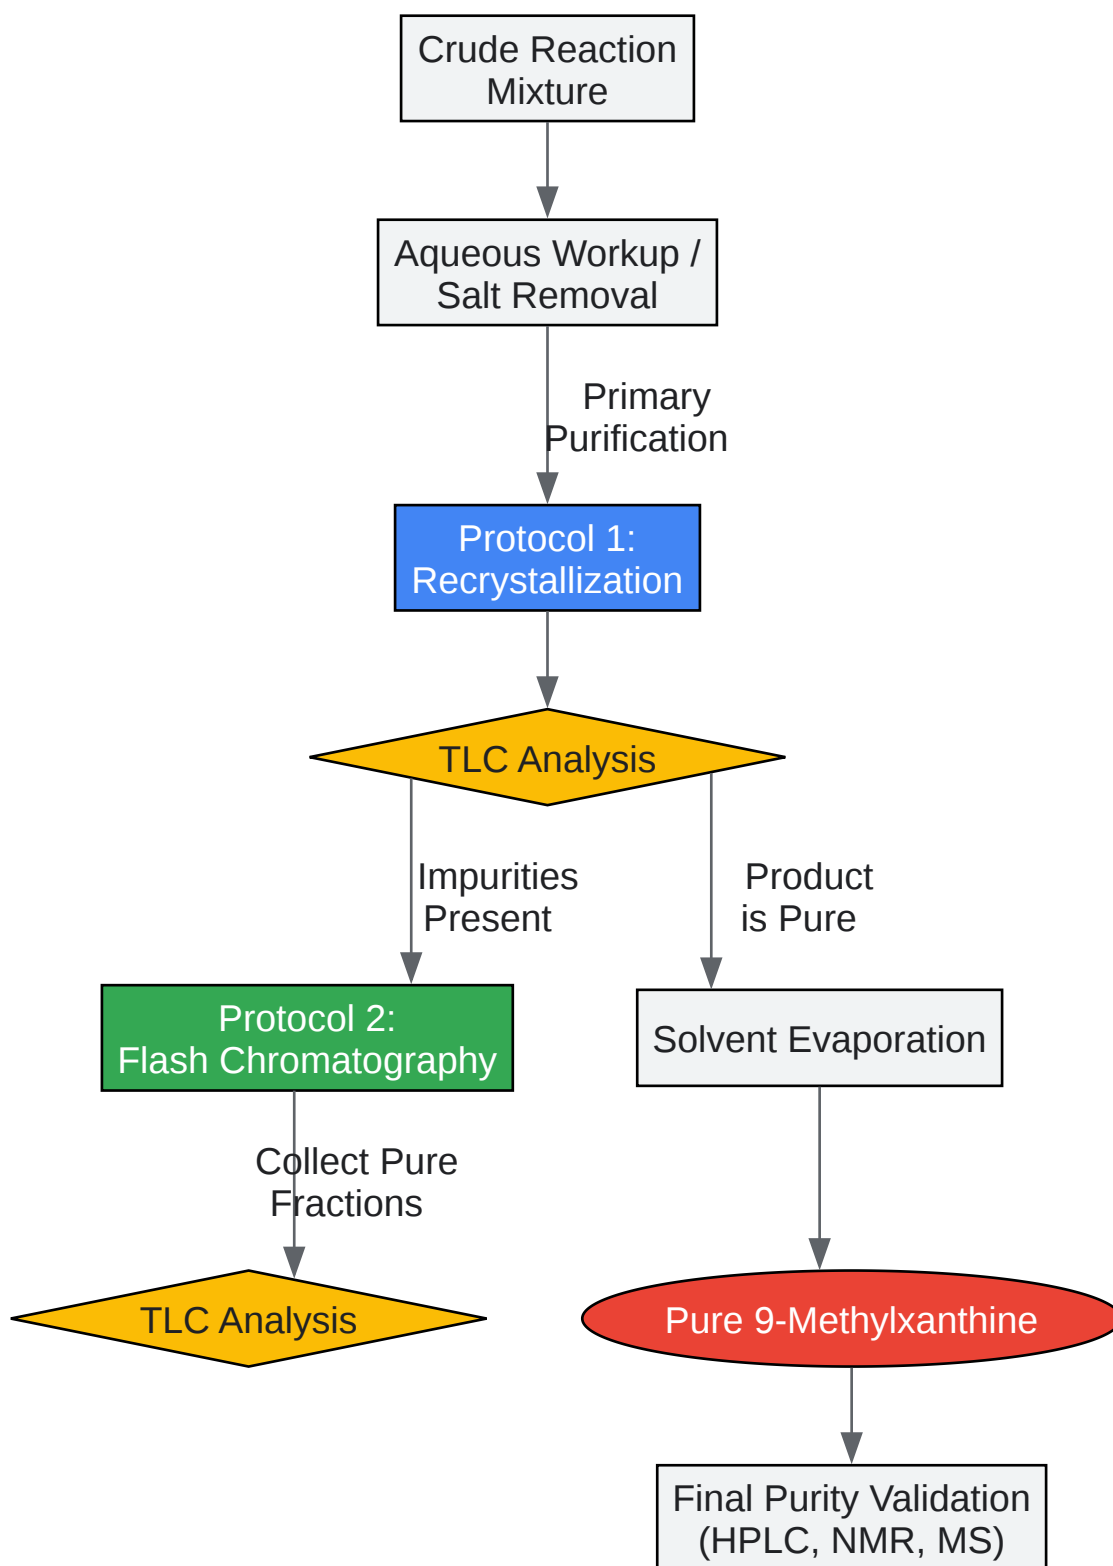 Crude Reaction
Mixture
Aqueous Workup /
Salt Removal
Primary
Purification
Protocol 1:
Recrystallization
TLC Analysis
Impurities
Present
Product
is Pure
Protocol 2:
Flash Chromatography
Solvent Evaporation
Collect Pure
Fractions
TLC Analysis
Pure 9-Methylxanthine
Final Purity Validation
(HPLC, NMR, MS)